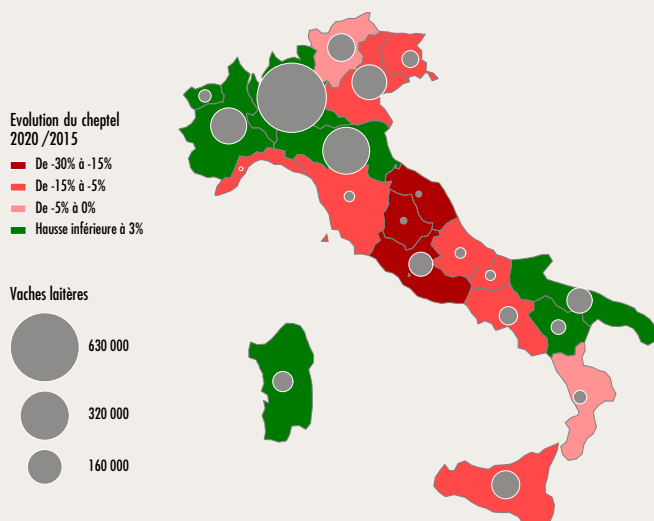 Evolution du cheptel
2020 /2015
De -30% à -15%
De -15% à -5%
De -5% à 0%
Hausse inférieure à 3%
Vaches laitères
630 000
320 000
160 000